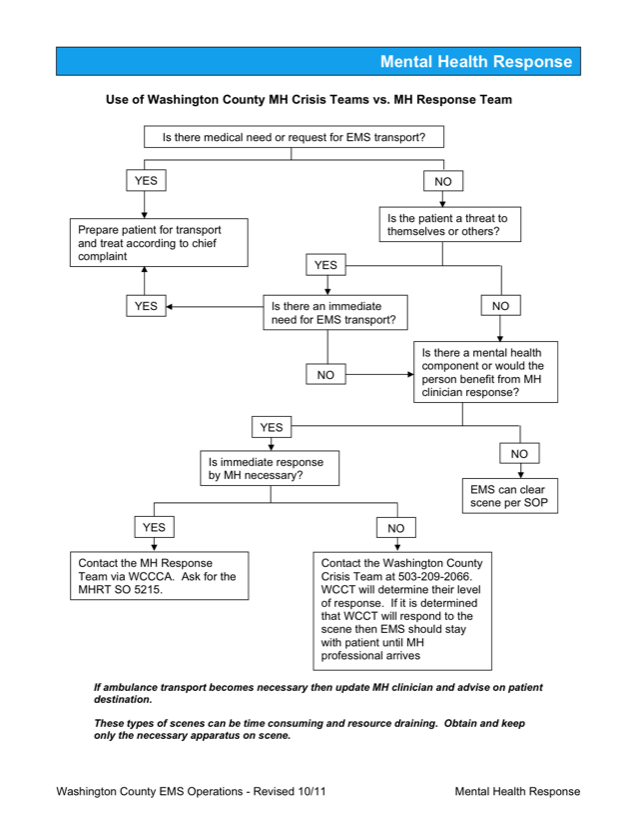 Mental Health Response
Use of Washington County MH Crisis Teams vs. MH Response Team
Is there medical need or request for EMS transport?
YES
NO
Prepare patient for transport
and treat according to chief
complaint
Is the patient a threat to
themselves or others?
YES
YES
Is there an immediate
need for EMS transport?
NO
NO
Is there a mental health
component or would the
person benefit from MH
clinician response?
YES
NO
Is immediate response
by MH necessary?
EMS can clear
scene per SOP
YES
NO
Contact the MH Response
Team via WCCCA.  Ask for the
MHRT SO 5215.
Contact the Washington County
Crisis Team at 503-209-2066.
WCCT will determine their level
of response.  If it is determined
that WCCT will respond to the
scene then EMS should stay
with patient until MH
professional arrives
If ambulance transport becomes necessary then update MH clinician and advise on patient
destination.
These types of scenes can be time consuming and resource draining.  Obtain and keep
only the necessary apparatus on scene.
Washington County EMS Operations - Revised 10/11
Mental Health Response